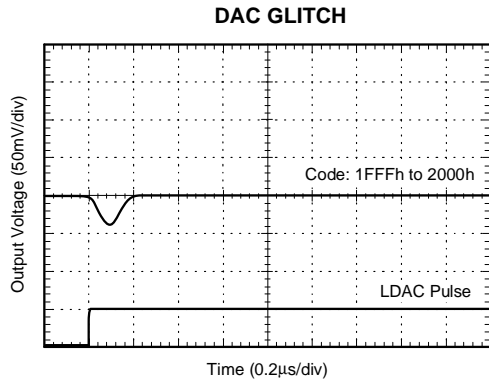 DAC GLITCH
Output Voltage (50mV/div)
Code: 1FFFh to 2000h
LDAC Pulse
Time (0.2µs/div)